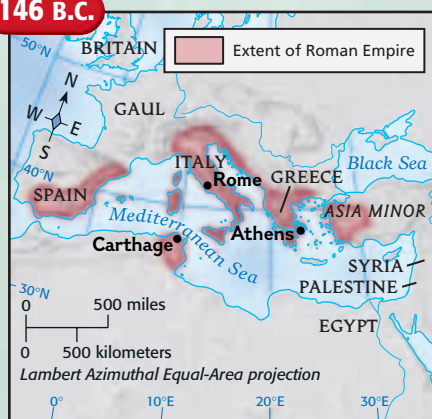 146 B.C.
Extent of Roman Empire
50°N
BRITAIN
N
W
E
S
GAUL
40°N
ITALY
Rome
Black Sea
SPAIN
GREECE
ASIA MINOR
Mediterranean Sea
Carthage
Athens
SYRIA
PALESTINE
30°N
EGYPT
0 500 miles
0 500 kilometers
Lambert Azimuthal Equal-Area projection
0° 10°E 20°E 30°E